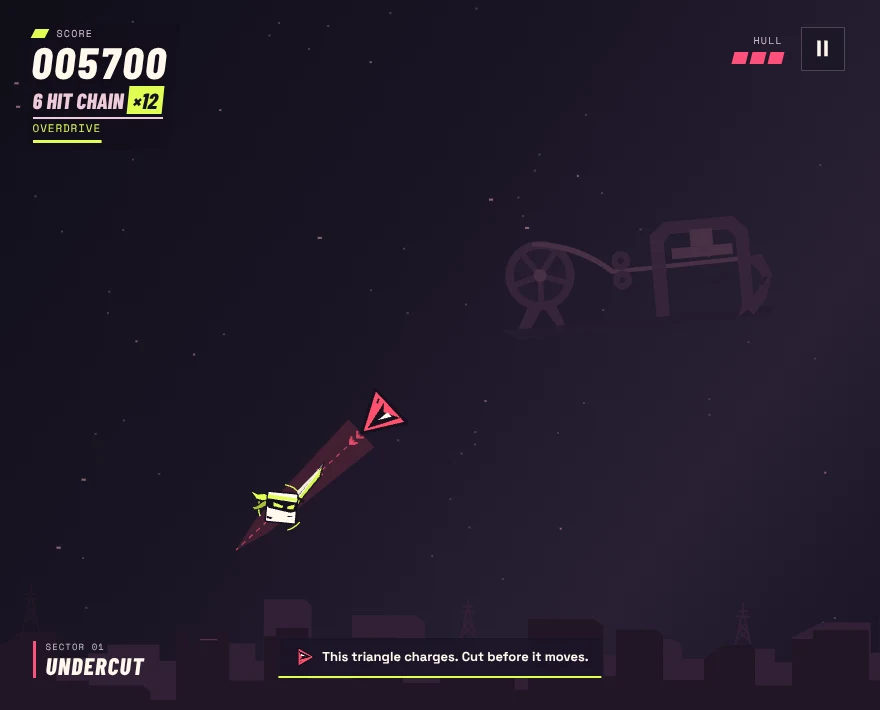 SCORE
005700
6 HIT CHAIN ×12
OVERDRIVE
HULL
SECTOR 01
UNDERCUT
This triangle charges. Cut before it moves.